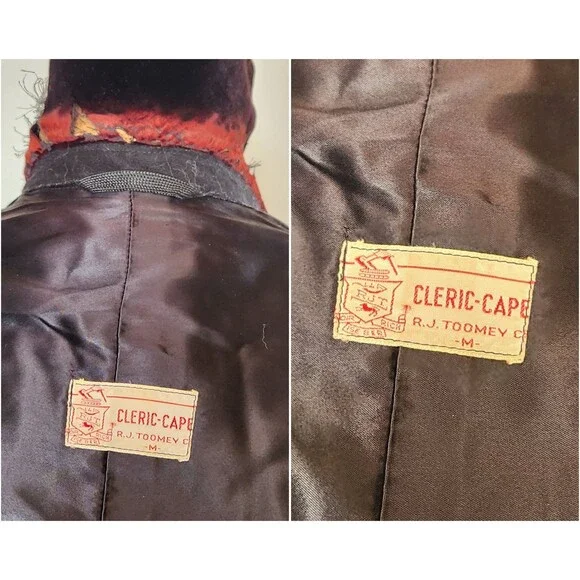 CLERIC-CAPE
R.J. TOOMEY C
-M-
R.J.T.
CLERIC-CAPE
R.J. TOOMEY C
-M-